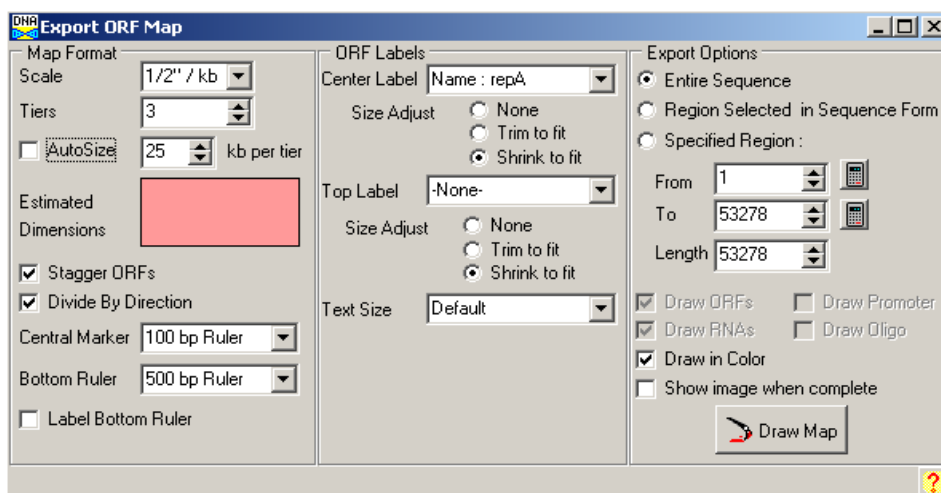 DNA Export ORF Map
Map Format
Scale 1/2" / kb
Tiers 3
AutoSize 25 kb per tier
Estimated
Dimensions
Stagger ORFs
Divide By Direction
Central Marker 100 bp Ruler
Bottom Ruler 500 bp Ruler
Label Bottom Ruler
ORF Labels
Center Label Name : repA
Size Adjust None
Trim to fit
Shrink to fit
Top Label -None-
Size Adjust None
Trim to fit
Shrink to fit
Text Size Default
Export Options
Entire Sequence
Region Selected in Sequence Form
Specified Region :
From 1
To 53278
Length 53278
Draw ORFs Draw Promoter
Draw RNAs Draw Oligo
Draw in Color
Show image when complete
Draw Map
?